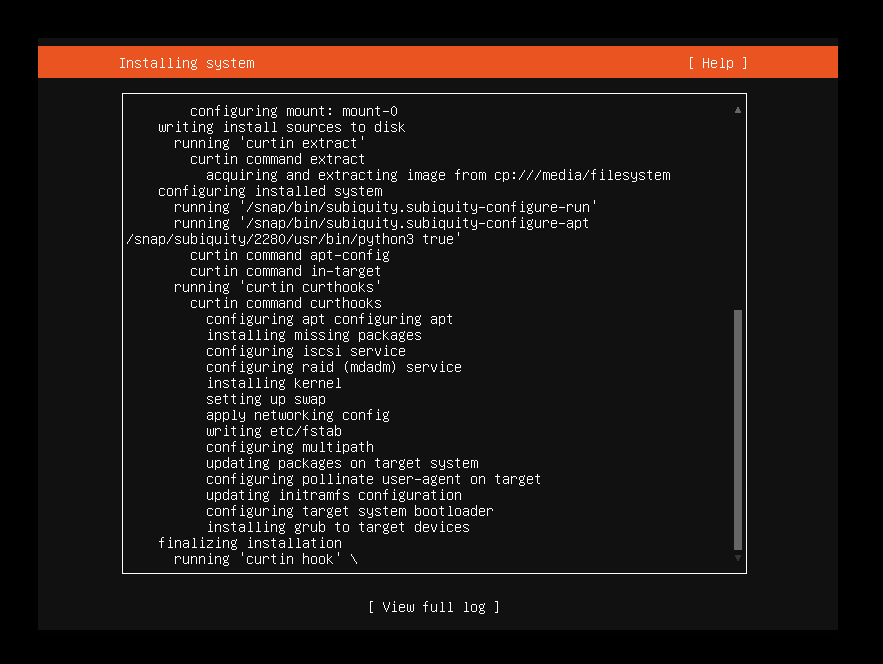 Installing system [ Help ]
configuring mount: mount-0
writing install sources to disk
running 'curtin extract'
curtin command extract
acquiring and extracting image from cp:///media/filesystem
configuring installed system
running '/snap/bin/subiquity.subiquity-configure-run'
running '/snap/bin/subiquity.subiquity-configure-apt
/snap/subiquity/2280/usr/bin/python3 true'
curtin command apt-config
curtin command in-target
running 'curtin curthooks'
curtin command curthooks
configuring apt configuring apt
installing missing packages
configuring iscsi service
configuring raid (mdadm) service
installing kernel
setting up swap
apply networking config
writing etc/fstab
configuring multipath
updating packages on target system
configuring pollinate user-agent on target
updating initramfs configuration
configuring target system bootloader
installing grub to target devices
finalizing installation
running 'curtin hook' \
[ View full log ]